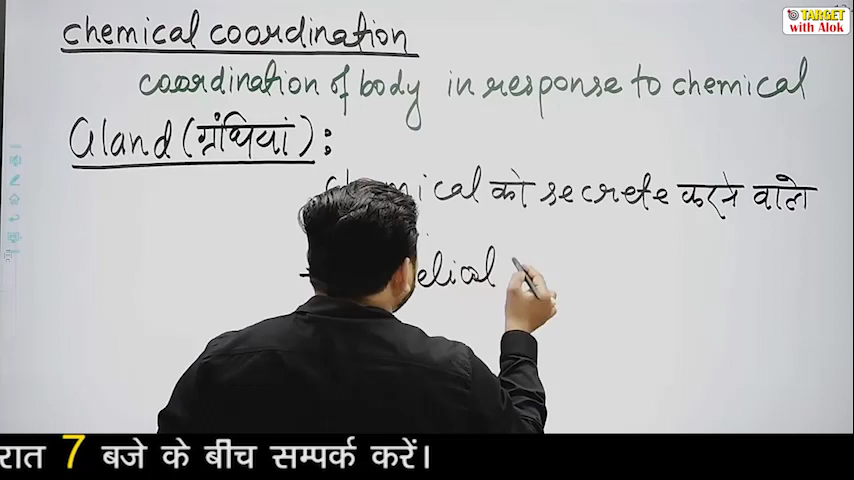 TARGET
with Alok
chemical coordination
coordination of body in response to chemical
Gland (ग्रंथियां) :
को secrete करने वाले
रात 7 बजे के बीच सम्पर्क करें।